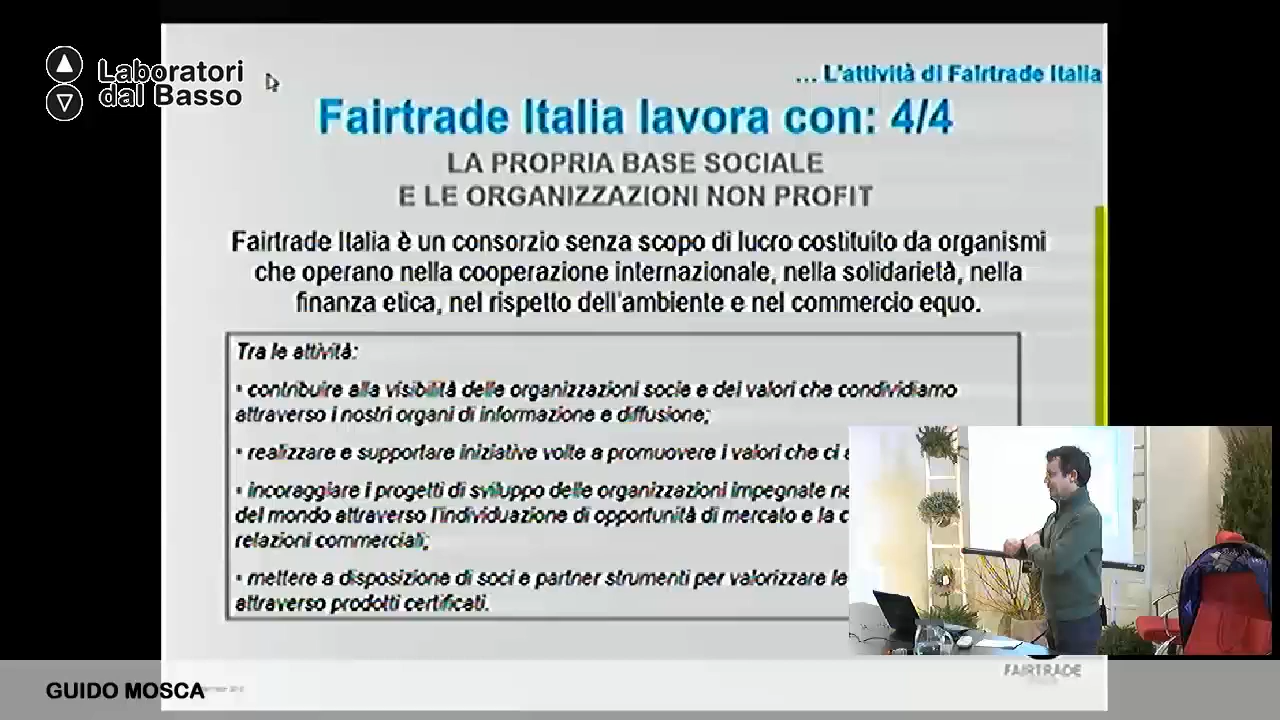 Laboratori
dal Basso
... L'attività di Fairtrade Italia
Fairtrade Italia lavora con: 4/4
LA PROPRIA BASE SOCIALE
E LE ORGANIZZAZIONI NON PROFIT
Fairtrade Italia è un consorzio senza scopo di lucro costituito da organismi
che operano nella cooperazione internazionale, nella solidarietà, nella
finanza etica, nel rispetto dell'ambiente e nel commercio equo.
Tra le attività:
• contribuire alla visibilità delle organizzazioni socie e dei valori che condividiamo
attraverso i nostri organi di informazione e diffusione;
• realizzare e supportare iniziative volte a promuovere i valori che ci
• incoraggiare i progetti di sviluppo delle organizzazioni impegnate
del mondo attraverso l'individuazione di opportunità di mercato e la
relazioni commerciali;
• mettere a disposizione di soci e partner strumenti per valorizzare le
attraverso prodotti certificati.
FAIRTRADE
GUIDO MOSCA